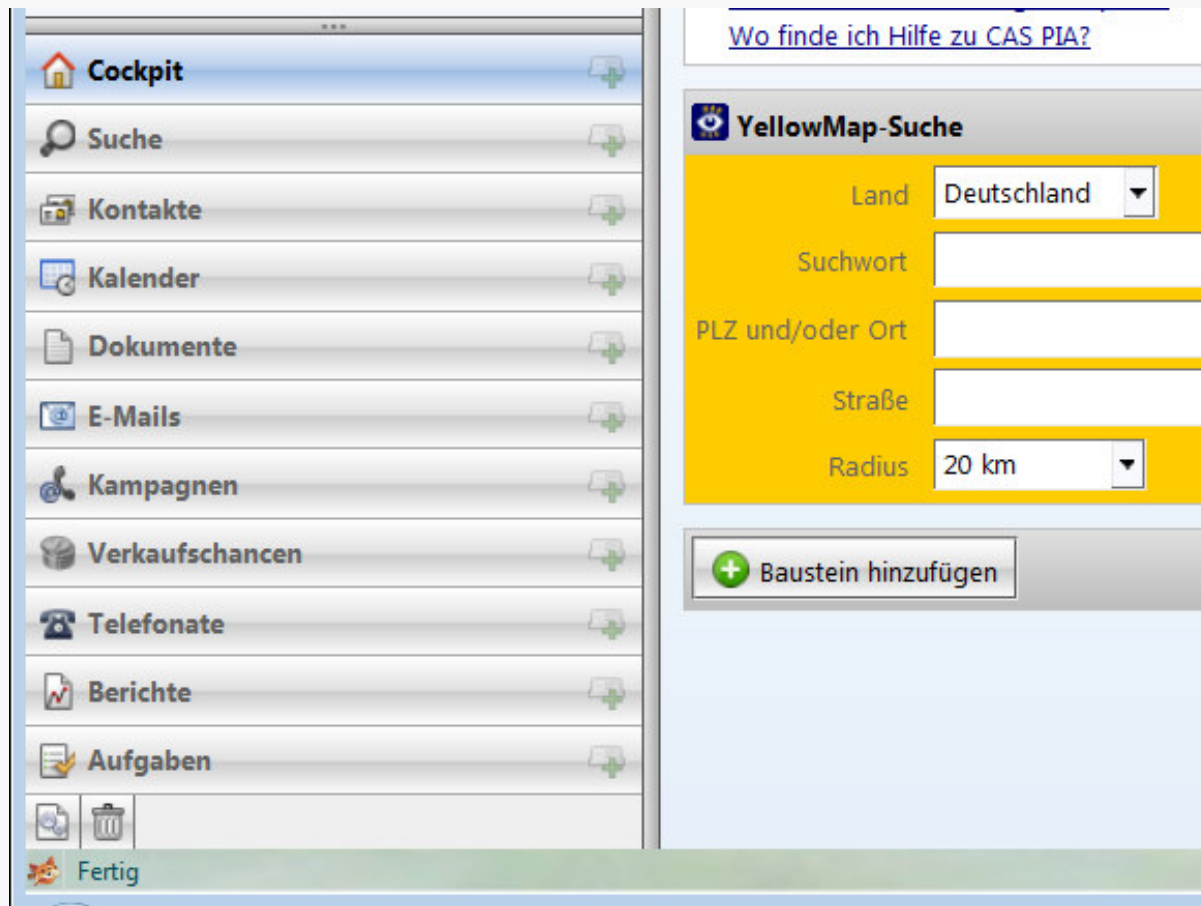 Wo finde ich Hilfe zu CAS PIA?
Cockpit
Suche
Kontakte
Kalender
Dokumente
E-Mails
Kampagnen
Verkaufschancen
Telefonate
Berichte
Aufgaben
YellowMap-Suche
Land Deutschland
Suchwort
PLZ und/oder Ort
Straße
Radius 20 km
Baustein hinzufügen
Fertig